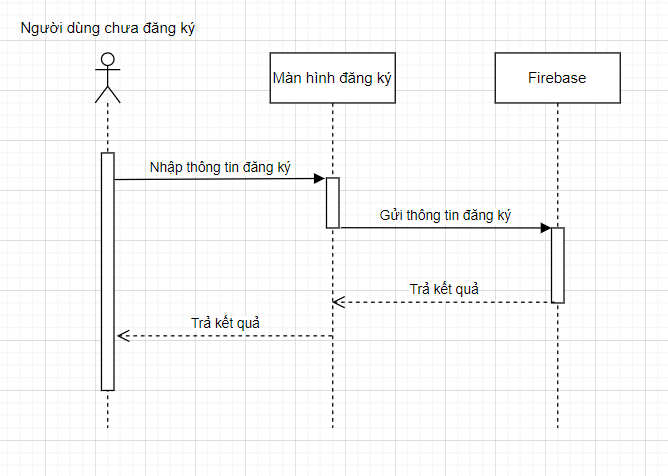 Người dùng chưa đăng ký
Màn hình đăng ký
Firebase
Nhập thông tin đăng ký
Gửi thông tin đăng ký
Trả kết quả
Trả kết quả